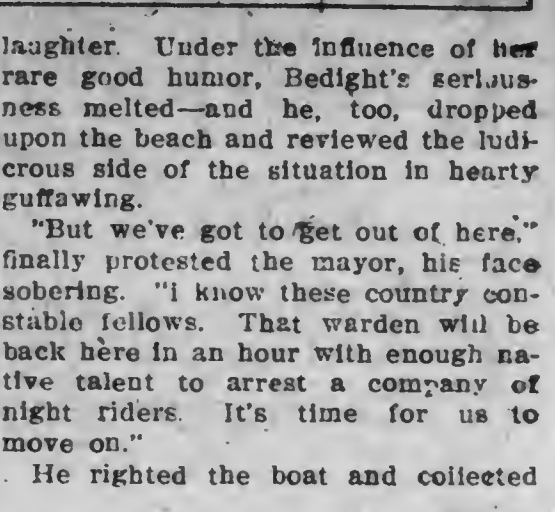 laughter. Under the influence of her
rare good humor, Bedight's serious-
ness melted—and he, too, dropped
upon the beach and reviewed the ludi-
crous side of the situation in hearty
guffawing.
"But we've got to get out of here,"
finally protested the mayor, his face
sobering. "I know these country con-
stable fellows. That warden will be
back here in an hour with enough na-
tive talent to arrest a company of
night riders. It's time for us to
move on."
He righted the boat and collected